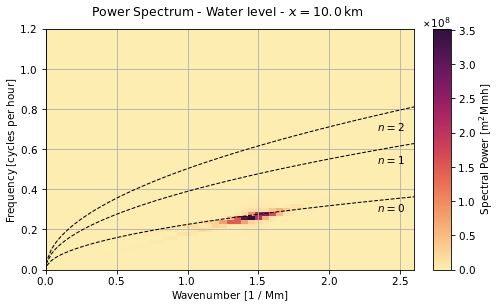 Power Spectrum - Water level - x = 10.0 km
×10⁸
1.2
1.0
0.8
0.6
0.4
0.2
0.0
Frequency [cycles per hour]
n = 2
n = 1
n = 0
0.0 0.5 1.0 1.5 2.0 2.5
Wavenumber [1 / Mm]
3.5
3.0
2.5
2.0
1.5
1.0
0.5
0.0
Spectral Power [m² Mm h]